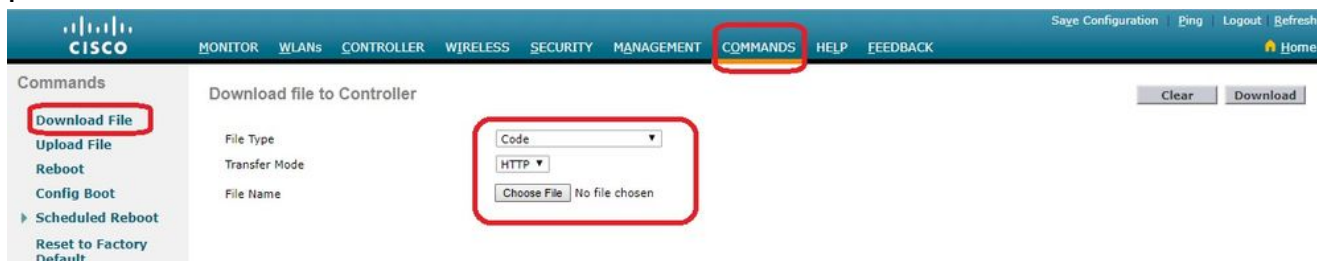 Save Configuration Ping Logout Refresh
CISCO MONITOR WLANs CONTROLLER WIRELESS SECURITY MANAGEMENT COMMANDS HELP FEEDBACK Home
Commands
Download File
Upload File
Reboot
Config Boot
Scheduled Reboot
Reset to Factory
Default
Download file to Controller
Clear Download
File Type Code
Transfer Mode HTTP
File Name Choose File No file chosen